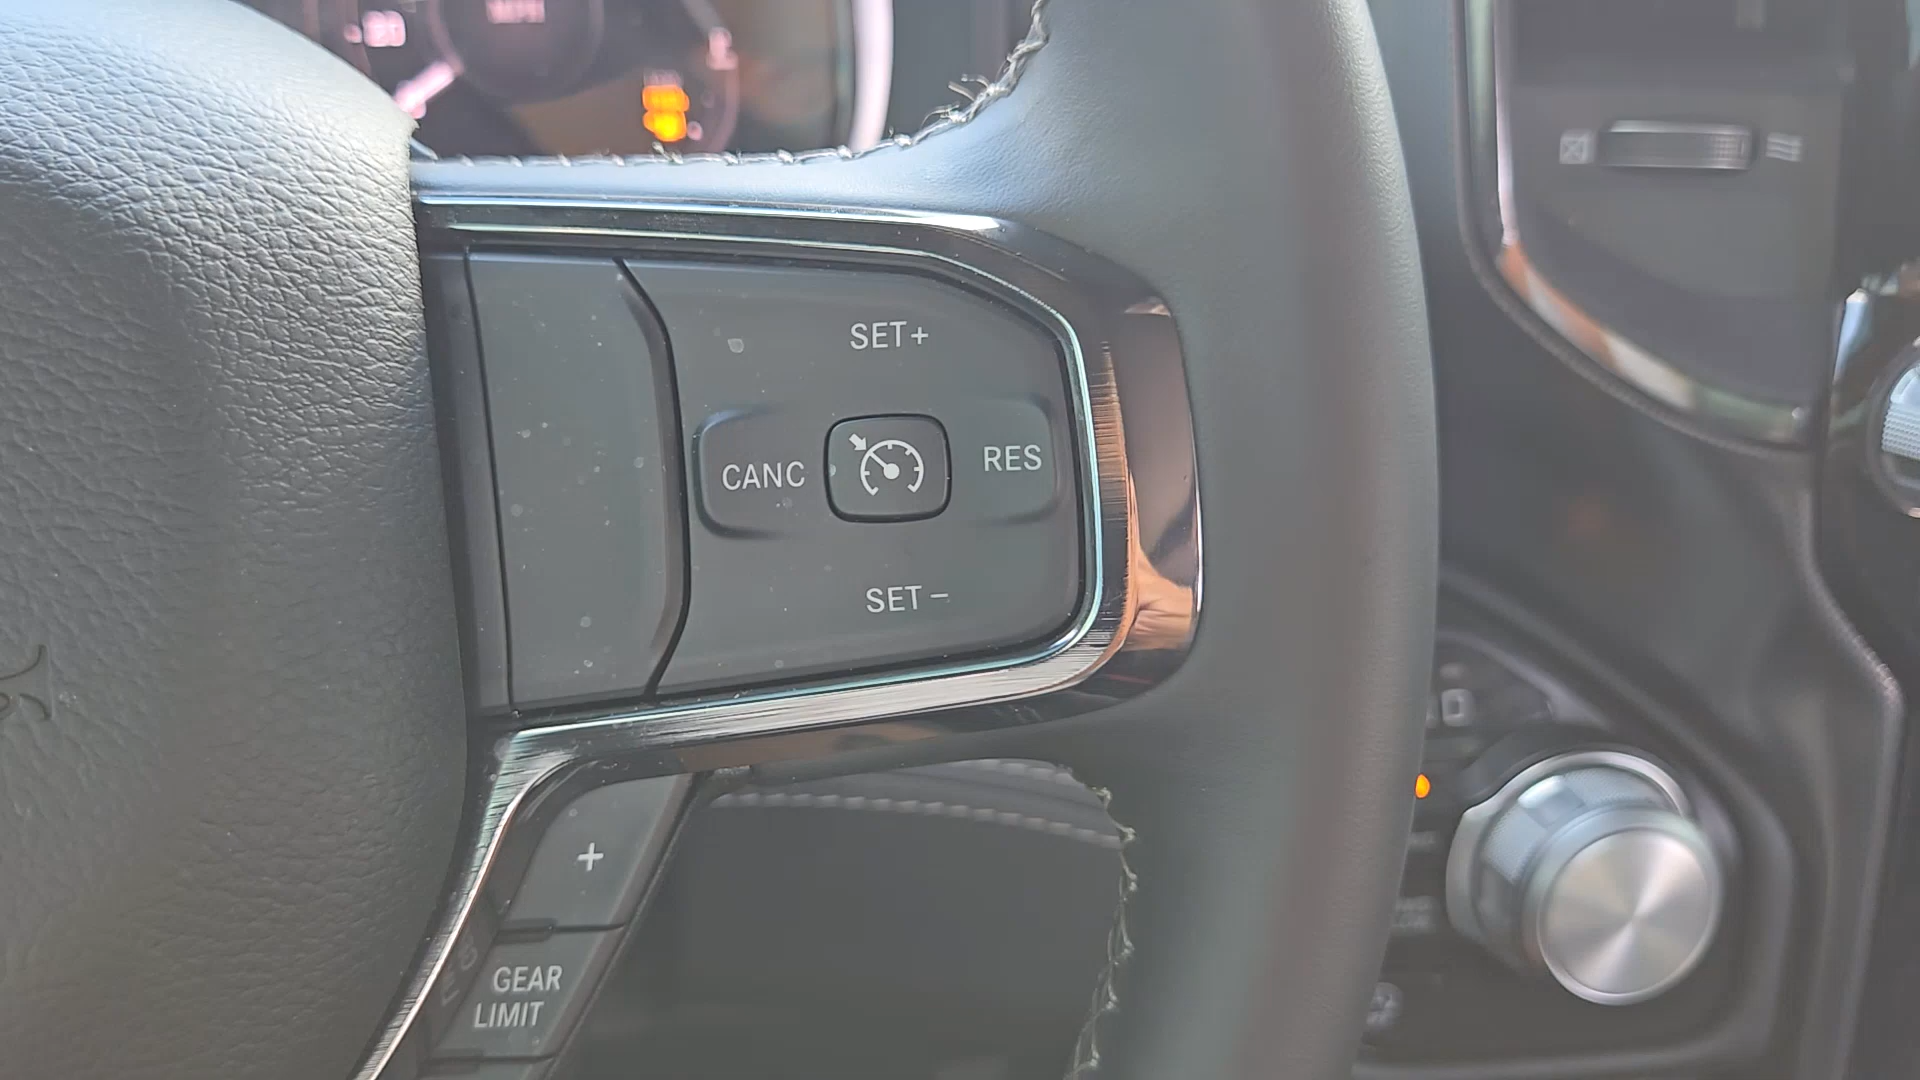 SET+
CANC
RES
SET –
+
GEAR
LIMIT